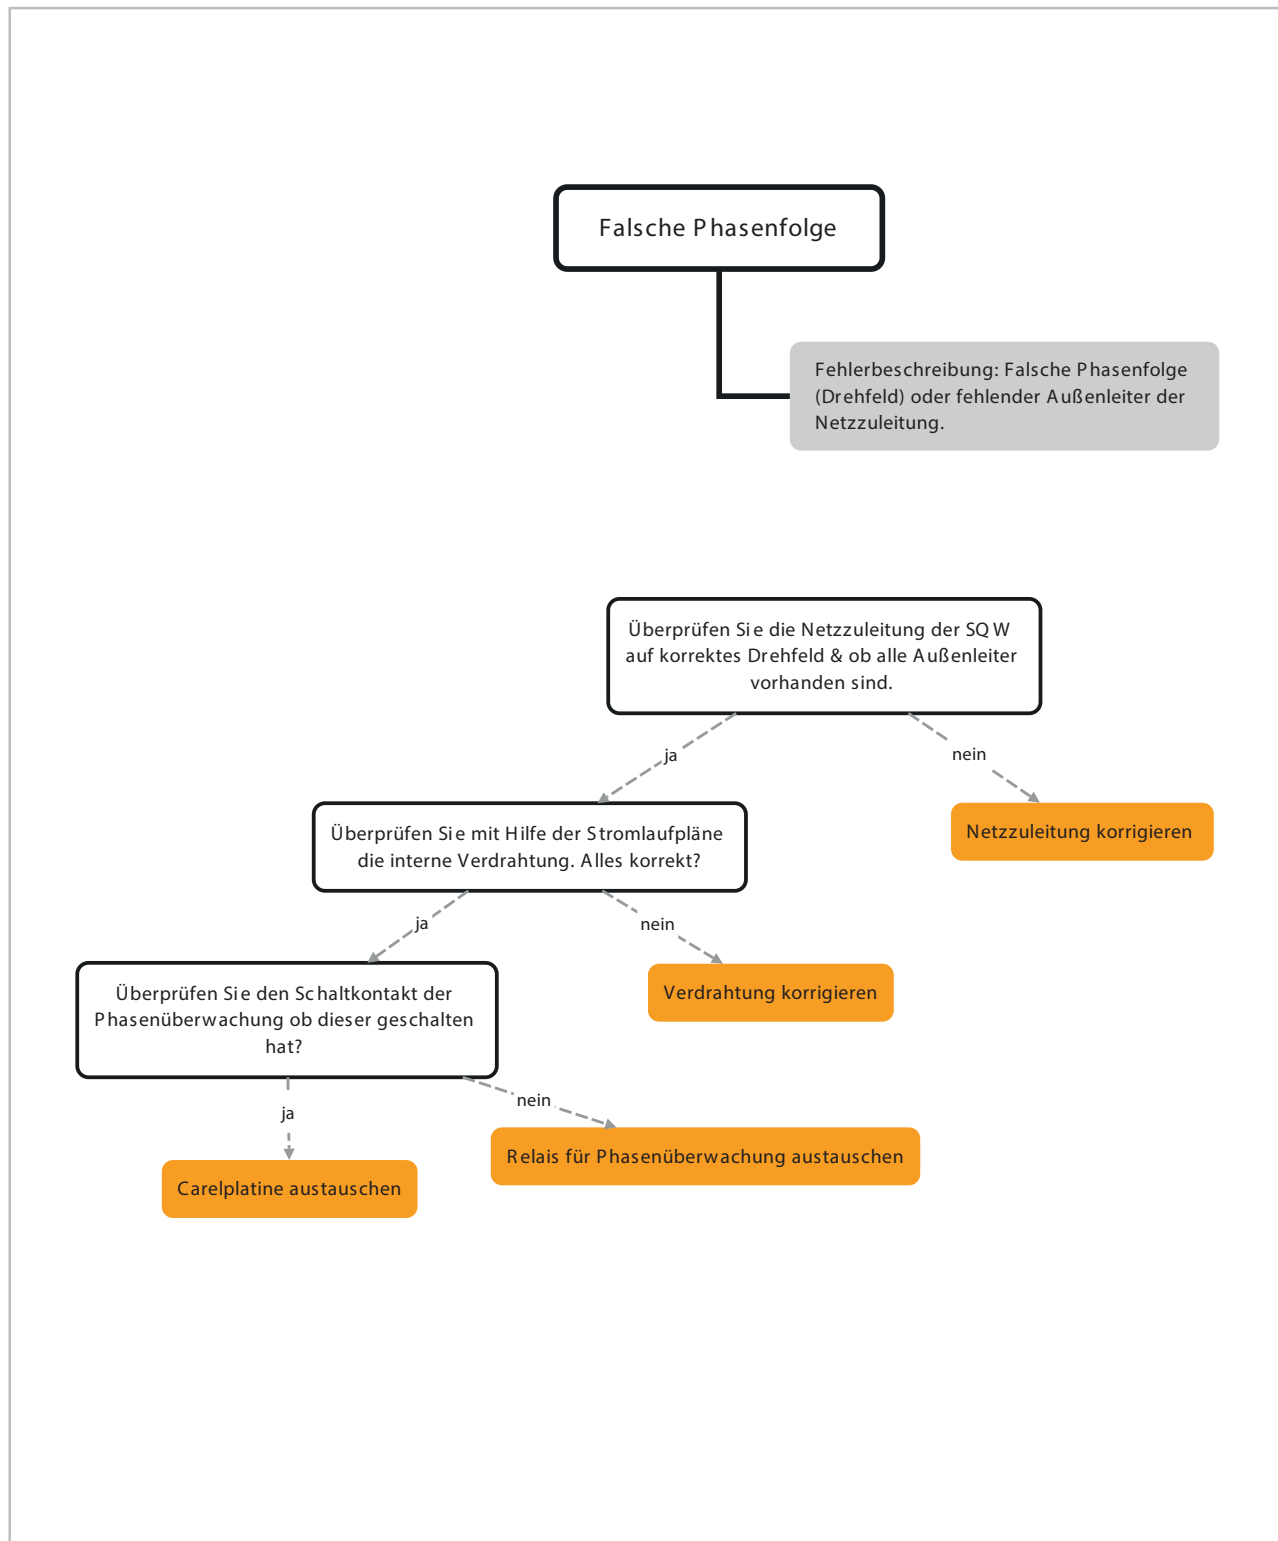 Falsche Phasenfolge
Fehlerbeschreibung: Falsche Phasenfolge
(Drehfeld) oder fehlender Außenleiter der
Netzzuleitung.
Überprüfen Sie die Netzzuleitung der SQW
auf korrektes Drehfeld & ob alle Außenleiter
vorhanden sind.
ja
nein
Überprüfen Sie mit Hilfe der Stromlaufpläne
die interne Verdrahtung. Alles korrekt?
Netzzuleitung korrigieren
ja
nein
Überprüfen Sie den Schaltkontakt der
Phasenüberwachung ob dieser geschalten
hat?
Verdrahtung korrigieren
ja
nein
Relais für Phasenüberwachung austauschen
Carelplatine austauschen